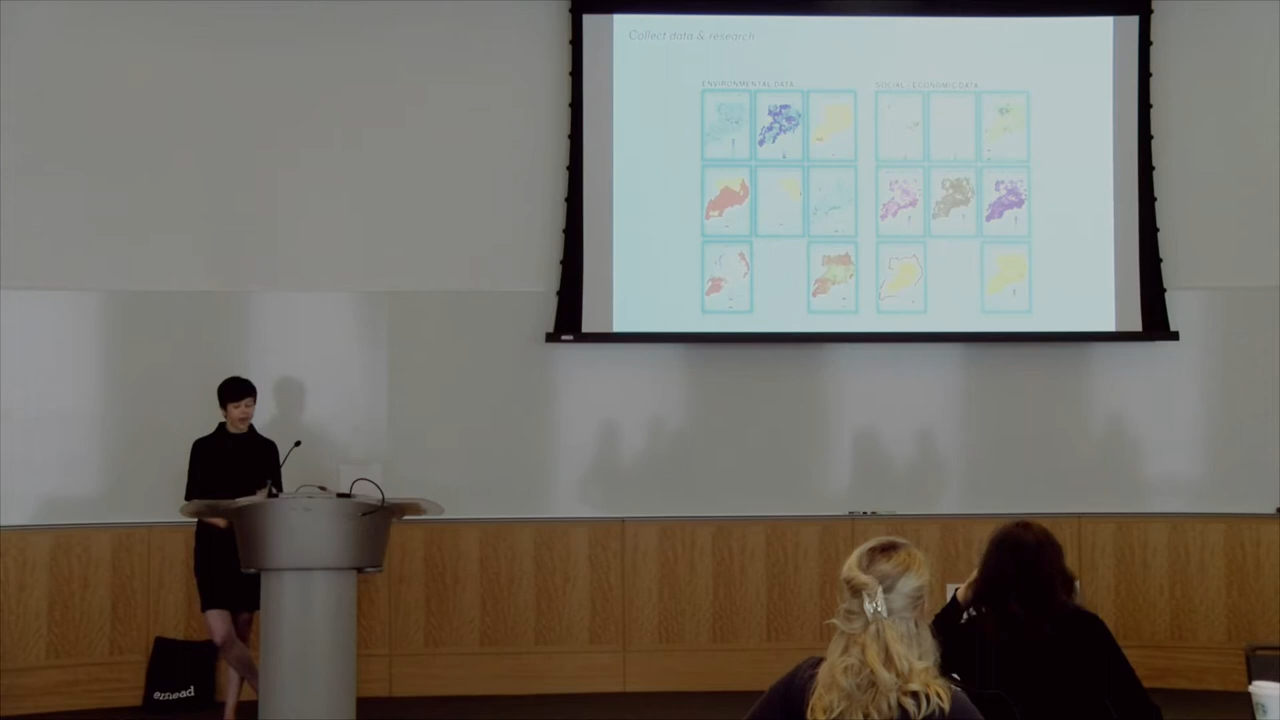 Collect data & research
ENVIRONMENTAL DATA
SOCIAL / ECONOMIC DATA
emead